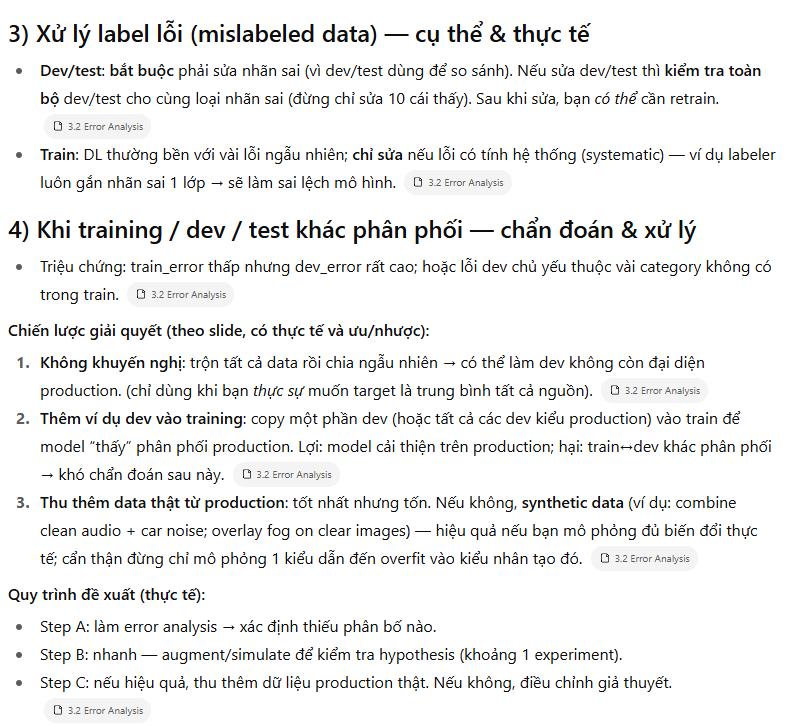 3) Xử lý label lỗi (mislabeled data) — cụ thể & thực tế
• Dev/test: bắt buộc phải sửa nhãn sai (vì dev/test dùng để so sánh). Nếu sửa dev/test thì kiểm tra toàn
bộ dev/test cho cùng loại nhãn sai (đừng chỉ sửa 10 cái thấy). Sau khi sửa, bạn có thể cần retrain.
3.2 Error Analysis
• Train: DL thường bền với vài lỗi ngẫu nhiên; chỉ sửa nếu lỗi có tính hệ thống (systematic) — ví dụ labeler
luôn gắn nhãn sai 1 lớp → sẽ làm sai lệch mô hình. 3.2 Error Analysis
4) Khi training / dev / test khác phân phối — chẩn đoán & xử lý
• Triệu chứng: train_error thấp nhưng dev_error rất cao; hoặc lỗi dev chủ yếu thuộc vài category không có
trong train. 3.2 Error Analysis
Chiến lược giải quyết (theo slide, có thực tế và ưu/nhược):
1. Không khuyến nghị: trộn tất cả data rồi chia ngẫu nhiên → có thể làm dev không còn đại diện
production. (chỉ dùng khi bạn thực sự muốn target là trung bình tất cả nguồn). 3.2 Error Analysis
2. Thêm ví dụ dev vào training: copy một phần dev (hoặc tất cả các dev kiểu production) vào train để
model “thấy” phân phối production. Lợi: model cải thiện trên production; hại: train↔dev khác phân phối
→ khó chẩn đoán sau này. 3.2 Error Analysis
3. Thu thêm data thật từ production: tốt nhất nhưng tốn. Nếu không, synthetic data (ví dụ: combine
clean audio + car noise; overlay fog on clear images) — hiệu quả nếu bạn mô phỏng đủ biến đổi thực
tế; cẩn thận đừng chỉ mô phỏng 1 kiểu dẫn đến overfit vào kiểu nhân tạo đó. 3.2 Error Analysis
Quy trình đề xuất (thực tế):
• Step A: làm error analysis → xác định thiếu phân bố nào.
• Step B: nhanh — augment/simulate để kiểm tra hypothesis (khoảng 1 experiment).
• Step C: nếu hiệu quả, thu thêm dữ liệu production thật. Nếu không, điều chỉnh giả thuyết.
3.2 Error Analysis